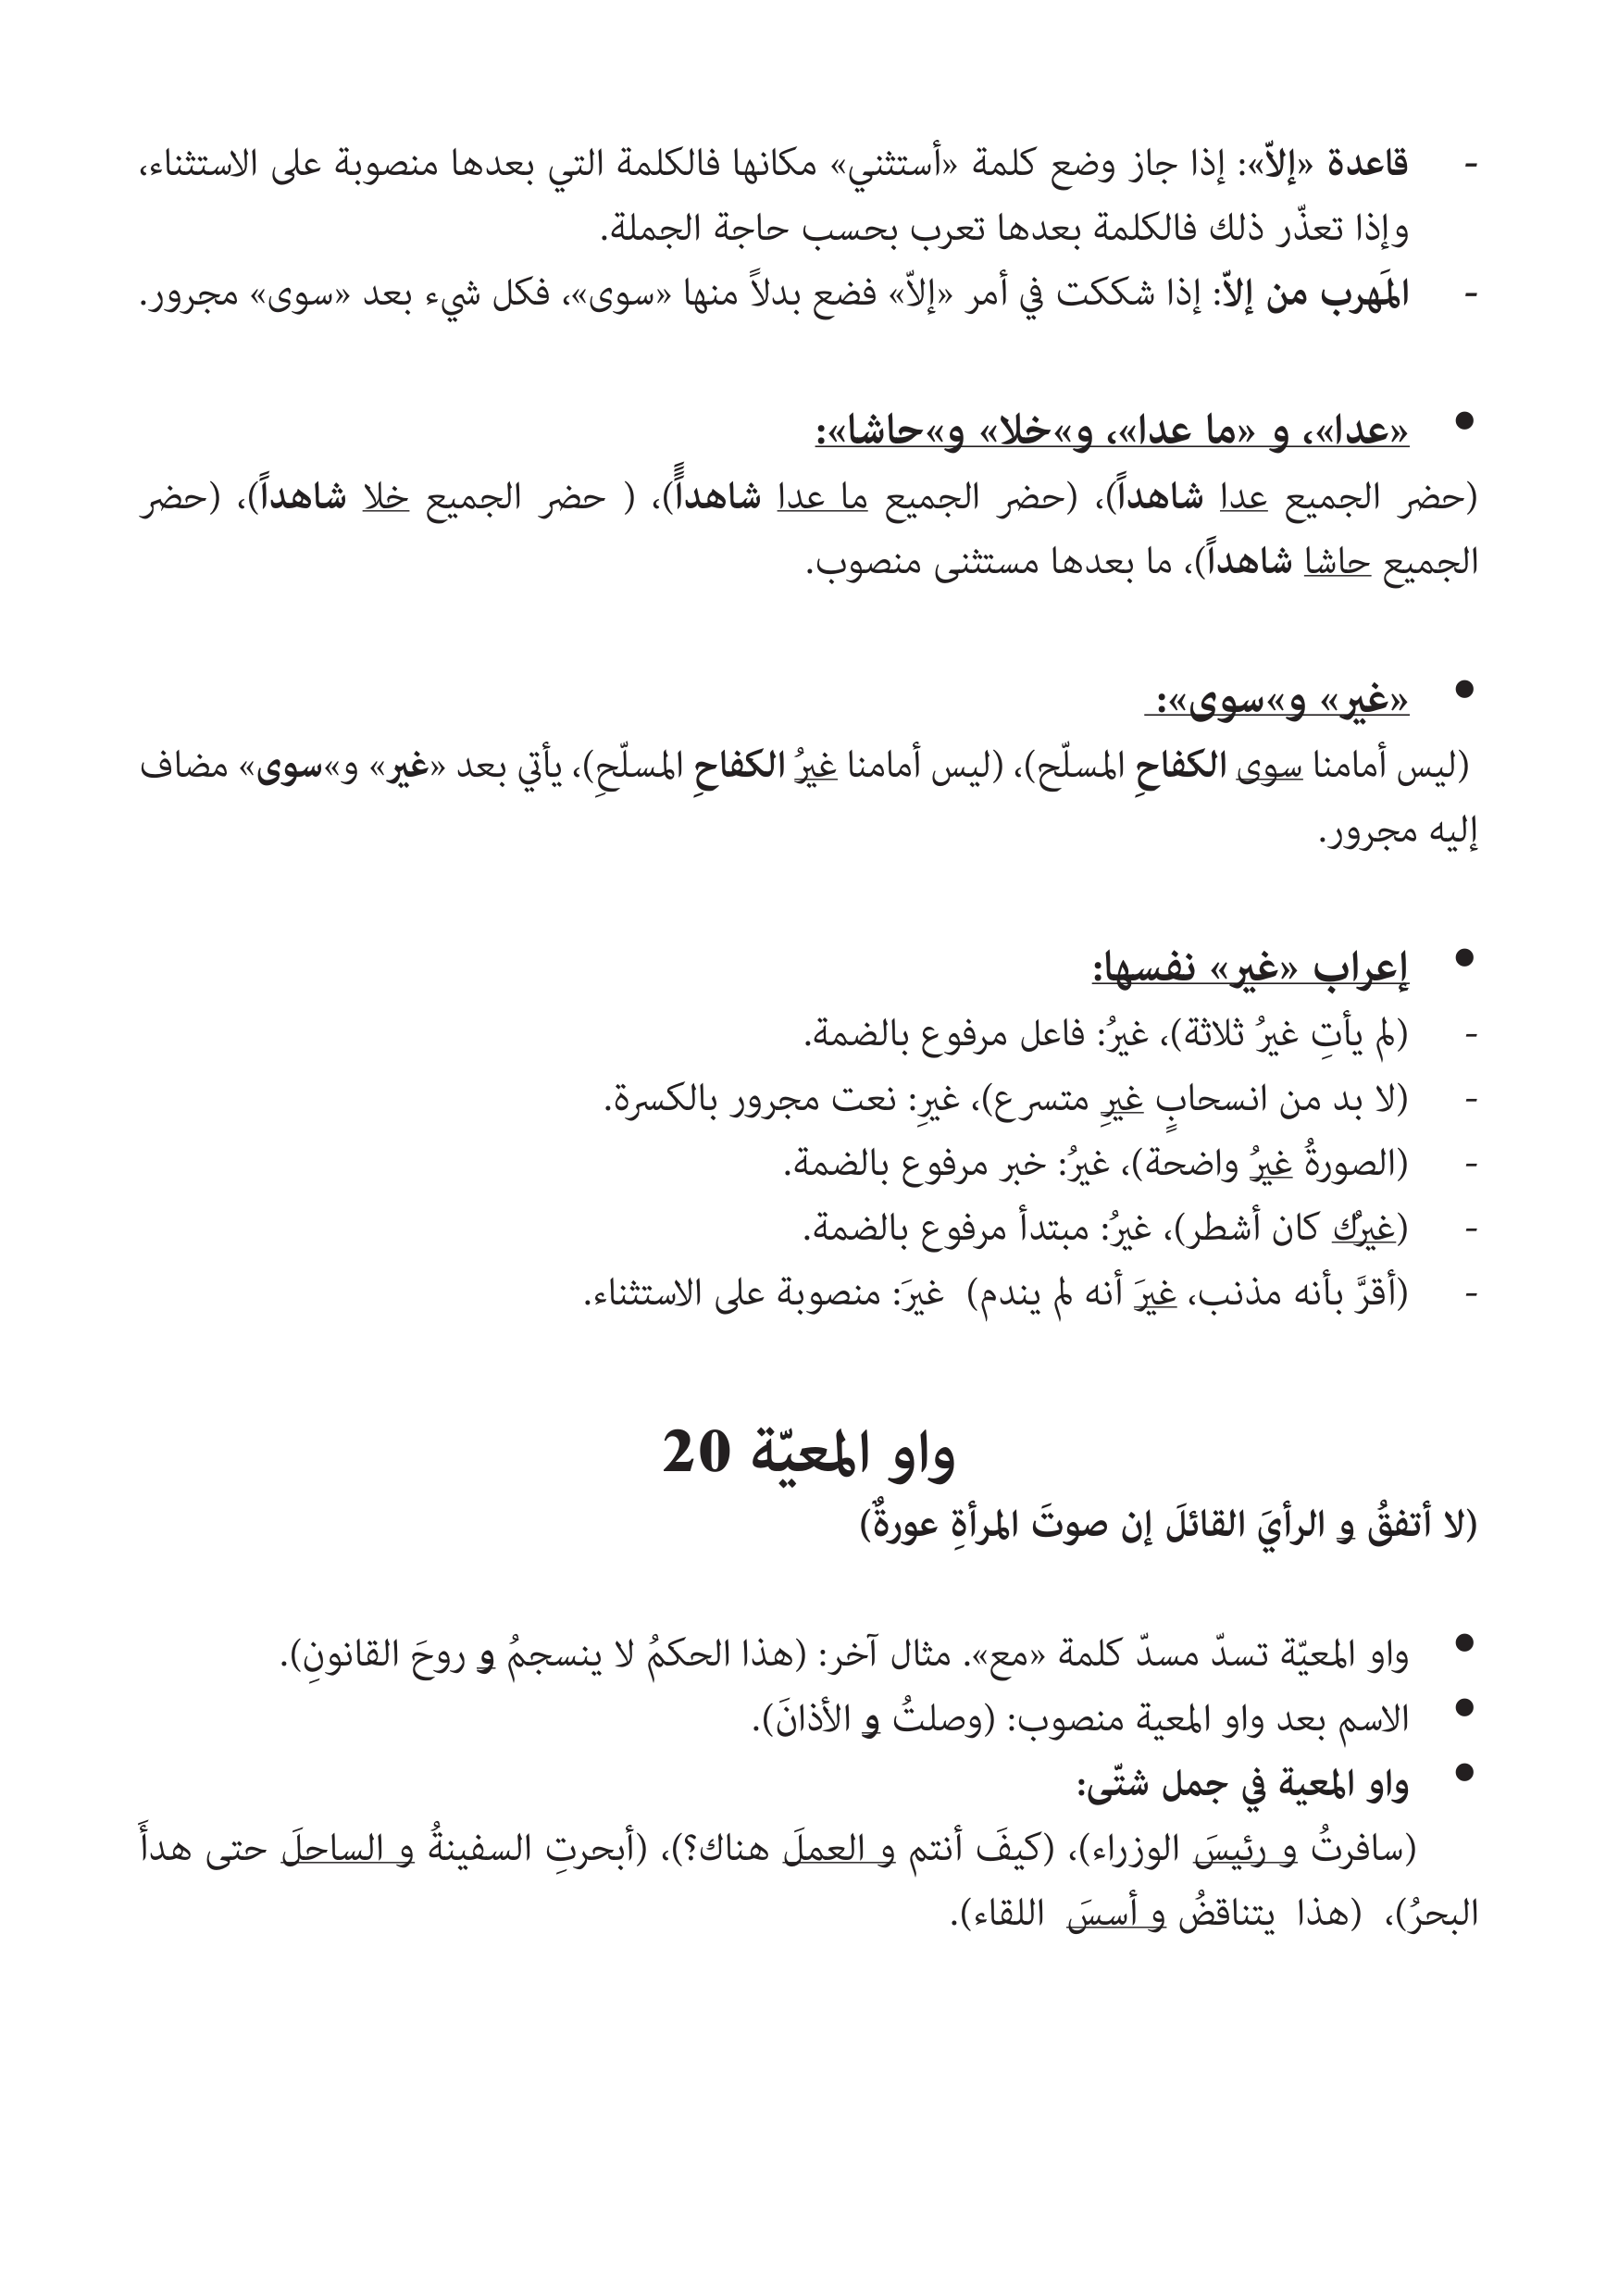 - قاعدة «إلاّ»: إذا جاز وضع كلمة «أستثني» مكانها فالكلمة التي بعدها منصوبة على الاستثناء،
وإذا تعذّر ذلك فالكلمة بعدها تعرب بحسب حاجة الجملة.
- المَهرب من إلاّ: إذا شككت في أمر «إلاّ» فضع بدلاً منها «سوى»، فكل شيء بعد «سوى» مجرور.
• «عدا»، و «ما عدا»، و»خلا» و»حاشا»:
(حضر الجميع عدا شاهداً)، (حضر الجميع ما عدا شاهداًً)، ( حضر الجميع خلا شاهداً)، (حضر
الجميع حاشا شاهداً)، ما بعدها مستثنى منصوب.
• «غير» و»سوى»:
(ليس أمامنا سوى الكفاحِ المسلّح)، (ليس أمامنا غيرُ الكفاحِ المسلّحِ)، يأتي بعد «غير» و»سوى» مضاف
إليه مجرور.
• إعراب «غير» نفسها:
- (لم يأتِ غيرُ ثلاثة)، غيرُ: فاعل مرفوع بالضمة.
- (لا بد من انسحابٍ غيرِ متسرع)، غيرِ: نعت مجرور بالكسرة.
- (الصورةُ غيرُ واضحة)، غيرُ: خبر مرفوع بالضمة.
- (غيرُك كان أشطر)، غيرُ: مبتدأ مرفوع بالضمة.
- (أقرَّ بأنه مذنب، غيرَ أنه لم يندم) غيرَ: منصوبة على الاستثناء.
واو المعيّة 20
(لا أتفقُ و الرأيَ القائلَ إن صوتَ المرأةِ عورةٌ)
• واو المعيّة تسدّ مسدّ كلمة «مع». مثال آخر: (هذا الحكمُ لا ينسجمُ و روحَ القانونِ).
• الاسم بعد واو المعية منصوب: (وصلتُ و الأذانَ).
• واو المعية في جمل شتّى:
(سافرتُ و رئيسَ الوزراء)، (كيفَ أنتم و العملَ هناك؟)، (أبحرتِ السفينةُ و الساحلَ حتى هدأَ
البحرُ)، (هذا يتناقضُ و أسسَ اللقاء).